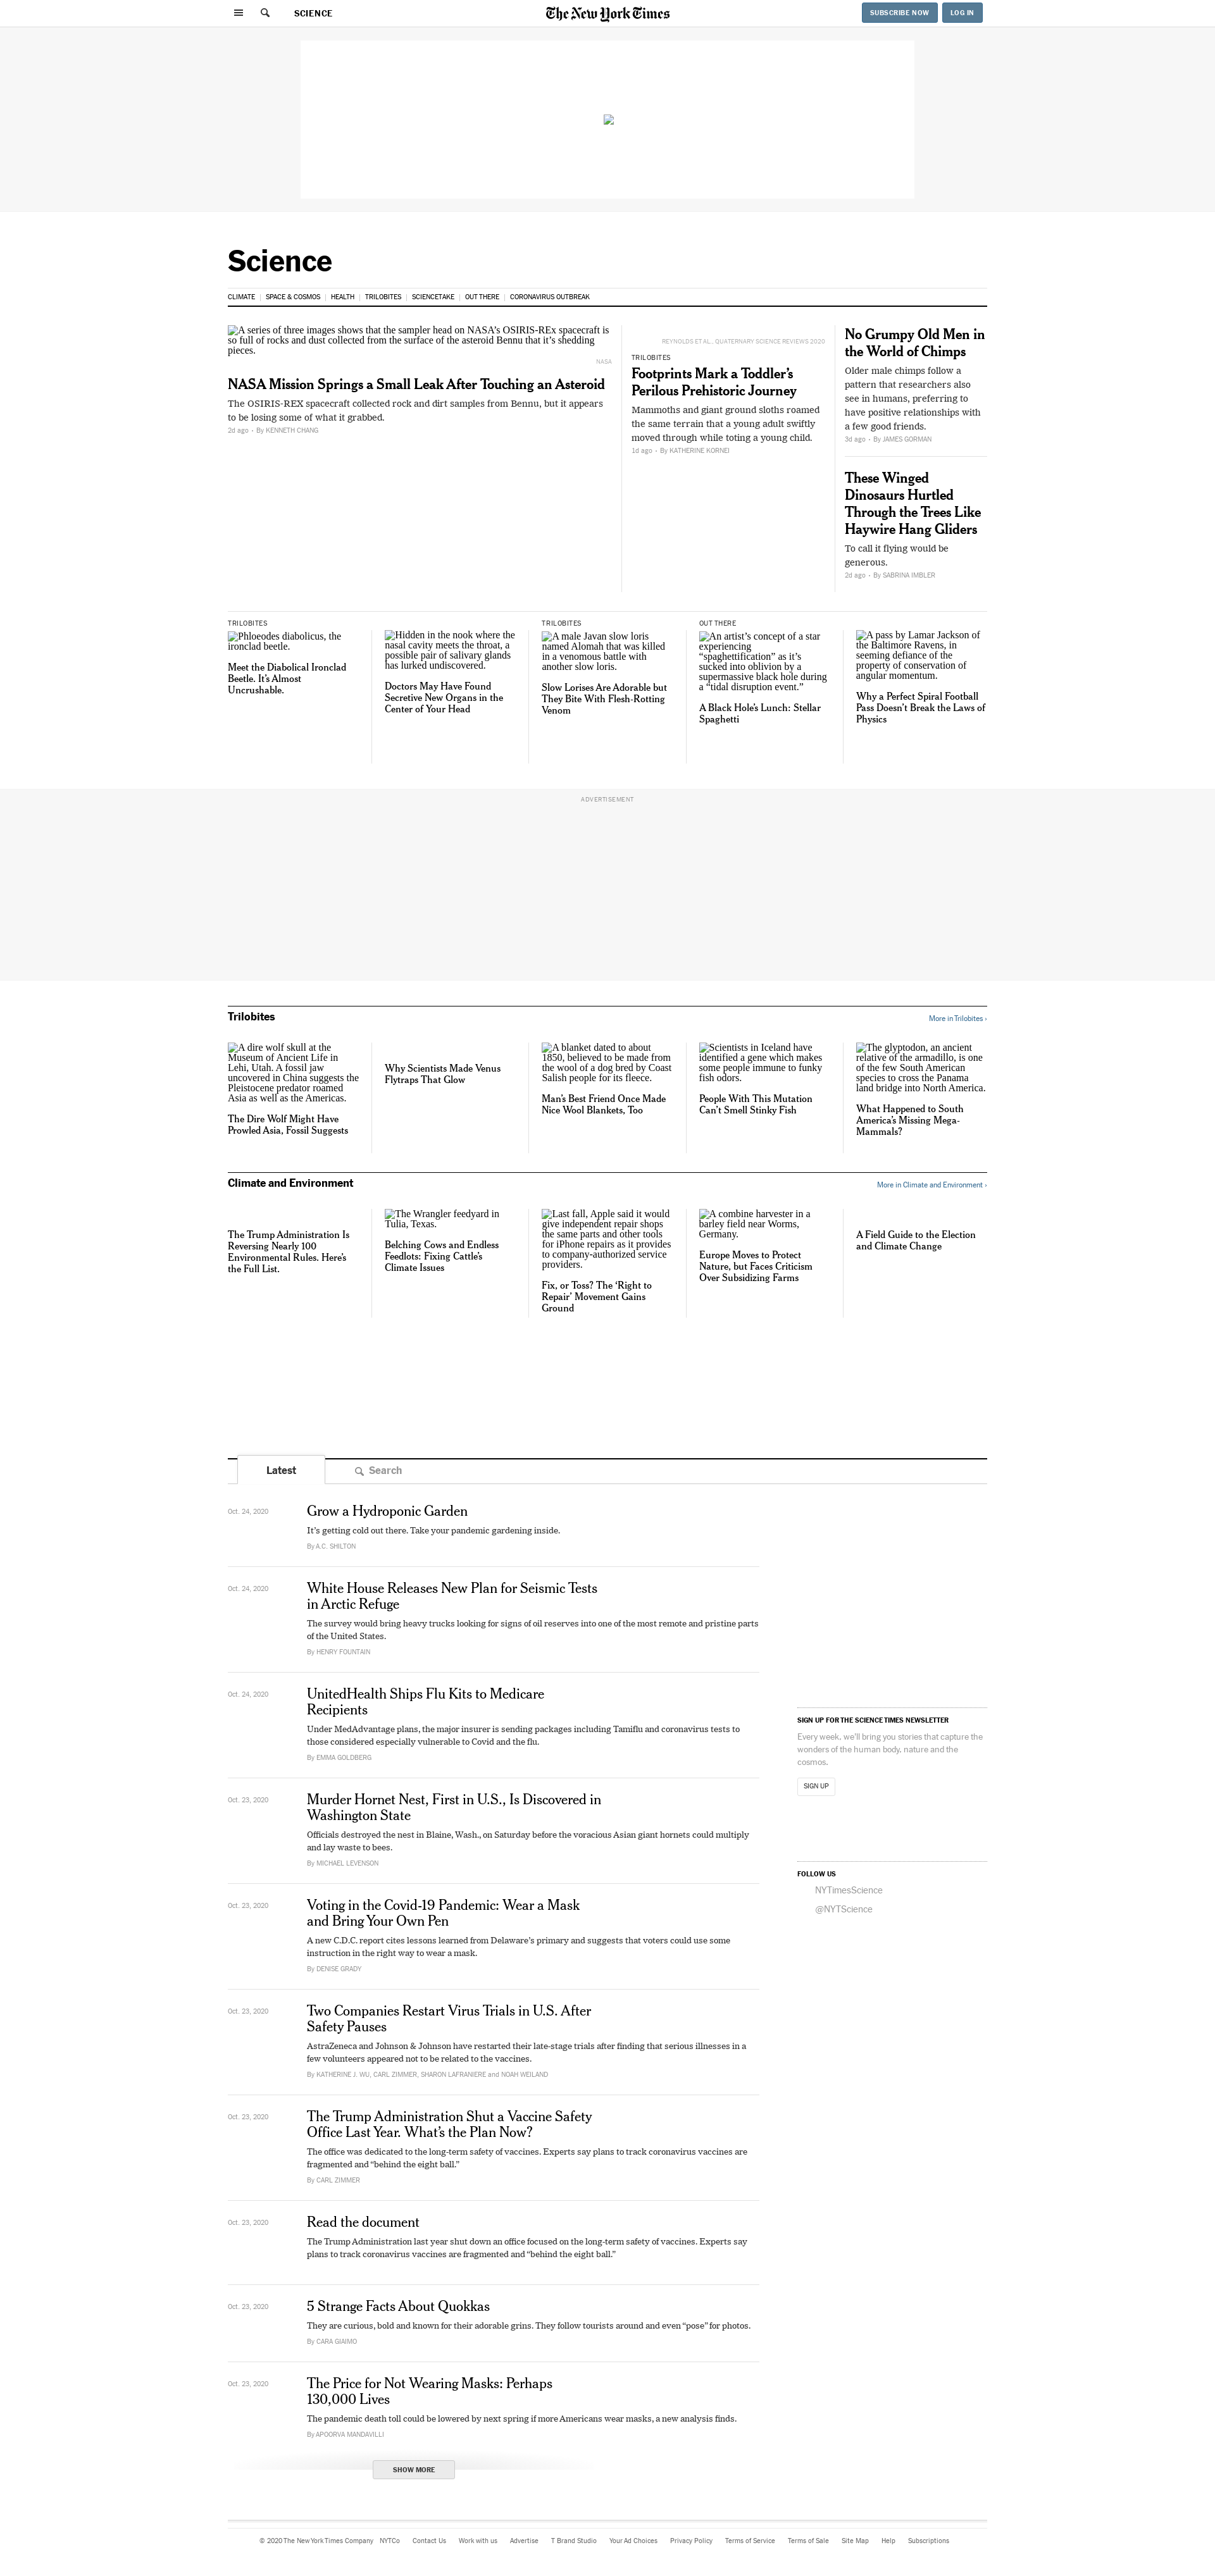 SCIENCE
The New York Times
SUBSCRIBE NOW
LOG IN
Science
CLIMATE
SPACE & COSMOS
HEALTH
TRILOBITES
SCIENCETAKE
OUT THERE
CORONAVIRUS OUTBREAK
A series of three images shows that the sampler head on NASA's OSIRIS-REx spacecraft is
so full of rocks and dust collected from the surface of the asteroid Bennu that it's shedding
pieces.
NASA
NASA Mission Springs a Small Leak After Touching an Asteroid
The OSIRIS-REX spacecraft collected rock and dirt samples from Bennu, but it appears
to be losing some of what it grabbed.
2d ago • By KENNETH CHANG
REYNOLDS ET AL., QUATERNARY SCIENCE REVIEWS 2020
TRILOBITES
Footprints Mark a Toddler's
Perilous Prehistoric Journey
Mammoths and giant ground sloths roamed
the same terrain that a young adult swiftly
moved through while toting a young child.
1d ago • By KATHERINE KORNEI
No Grumpy Old Men in
the World of Chimps
Older male chimps follow a
pattern that researchers also
see in humans, preferring to
have positive relationships with
a few good friends.
3d ago • By JAMES GORMAN
These Winged
Dinosaurs Hurtled
Through the Trees Like
Haywire Hang Gliders
To call it flying would be
generous.
2d ago • By SABRINA IMBLER
TRILOBITES
Phloeodes diabolicus, the
ironclad beetle.
Meet the Diabolical Ironclad
Beetle. It's Almost
Uncrushable.
Hidden in the nook where the
nasal cavity meets the throat, a
possible pair of salivary glands
has lurked undiscovered.
Doctors May Have Found
Secretive New Organs in the
Center of Your Head
TRILOBITES
A male Javan slow loris
named Alomah that was killed
in a venomous battle with
another slow loris.
Slow Lorises Are Adorable but
They Bite With Flesh-Rotting
Venom
OUT THERE
An artist's concept of a star
experiencing
“spaghettification” as it's
sucked into oblivion by a
supermassive black hole during
a “tidal disruption event.”
A Black Hole's Lunch: Stellar
Spaghetti
A pass by Lamar Jackson of
the Baltimore Ravens, in
seeming defiance of the
property of conservation of
angular momentum.
Why a Perfect Spiral Football
Pass Doesn't Break the Laws of
Physics
ADVERTISEMENT
Trilobites
More in Trilobites ›
A dire wolf skull at the
Museum of Ancient Life in
Lehi, Utah. A fossil jaw
uncovered in China suggests the
Pleistocene predator roamed
Asia as well as the Americas.
The Dire Wolf Might Have
Prowled Asia, Fossil Suggests
Why Scientists Made Venus
Flytraps That Glow
A blanket dated to about
1850, believed to be made from
the wool of a dog bred by Coast
Salish people for its fleece.
Man's Best Friend Once Made
Nice Wool Blankets, Too
Scientists in Iceland have
identified a gene which makes
some people immune to funky
fish odors.
People With This Mutation
Can't Smell Stinky Fish
The glyptodon, an ancient
relative of the armadillo, is one
of the few South American
species to cross the Panama
land bridge into North America.
What Happened to South
America's Missing Mega-
Mammals?
Climate and Environment
More in Climate and Environment ›
The Trump Administration Is
Reversing Nearly 100
Environmental Rules. Here's
the Full List.
The Wrangler feedyard in
Tulia, Texas.
Belching Cows and Endless
Feedlots: Fixing Cattle's
Climate Issues
Last fall, Apple said it would
give independent repair shops
the same parts and other tools
for iPhone repairs as it provides
to company-authorized service
providers.
Fix, or Toss? The ‘Right to
Repair’ Movement Gains
Ground
A combine harvester in a
barley field near Worms,
Germany.
Europe Moves to Protect
Nature, but Faces Criticism
Over Subsidizing Farms
A Field Guide to the Election
and Climate Change
Latest
Search
Oct. 24, 2020
Grow a Hydroponic Garden
It's getting cold out there. Take your pandemic gardening inside.
By A.C. SHILTON
Oct. 24, 2020
White House Releases New Plan for Seismic Tests
in Arctic Refuge
The survey would bring heavy trucks looking for signs of oil reserves into one of the most remote and pristine parts
of the United States.
By HENRY FOUNTAIN
Oct. 24, 2020
UnitedHealth Ships Flu Kits to Medicare
Recipients
Under MedAdvantage plans, the major insurer is sending packages including Tamiflu and coronavirus tests to
those considered especially vulnerable to Covid and the flu.
By EMMA GOLDBERG
Oct. 23, 2020
Murder Hornet Nest, First in U.S., Is Discovered in
Washington State
Officials destroyed the nest in Blaine, Wash., on Saturday before the voracious Asian giant hornets could multiply
and lay waste to bees.
By MICHAEL LEVENSON
Oct. 23, 2020
Voting in the Covid-19 Pandemic: Wear a Mask
and Bring Your Own Pen
A new C.D.C. report cites lessons learned from Delaware's primary and suggests that voters could use some
instruction in the right way to wear a mask.
By DENISE GRADY
Oct. 23, 2020
Two Companies Restart Virus Trials in U.S. After
Safety Pauses
AstraZeneca and Johnson & Johnson have restarted their late-stage trials after finding that serious illnesses in a
few volunteers appeared not to be related to the vaccines.
By KATHERINE J. WU, CARL ZIMMER, SHARON LAFRANIERE and NOAH WEILAND
Oct. 23, 2020
The Trump Administration Shut a Vaccine Safety
Office Last Year. What's the Plan Now?
The office was dedicated to the long-term safety of vaccines. Experts say plans to track coronavirus vaccines are
fragmented and “behind the eight ball.”
By CARL ZIMMER
Oct. 23, 2020
Read the document
The Trump Administration last year shut down an office focused on the long-term safety of vaccines. Experts say
plans to track coronavirus vaccines are fragmented and “behind the eight ball.”
Oct. 23, 2020
5 Strange Facts About Quokkas
They are curious, bold and known for their adorable grins. They follow tourists around and even “pose” for photos.
By CARA GIAIMO
Oct. 23, 2020
The Price for Not Wearing Masks: Perhaps
130,000 Lives
The pandemic death toll could be lowered by next spring if more Americans wear masks, a new analysis finds.
By APOORVA MANDAVILLI
SHOW MORE
SIGN UP FOR THE SCIENCE TIMES NEWSLETTER
Every week, we'll bring you stories that capture the
wonders of the human body, nature and the
cosmos.
SIGN UP
FOLLOW US
NYTimesScience
@NYTScience
© 2020 The New York Times Company
NYTCo
Contact Us
Work with us
Advertise
T Brand Studio
Your Ad Choices
Privacy Policy
Terms of Service
Terms of Sale
Site Map
Help
Subscriptions